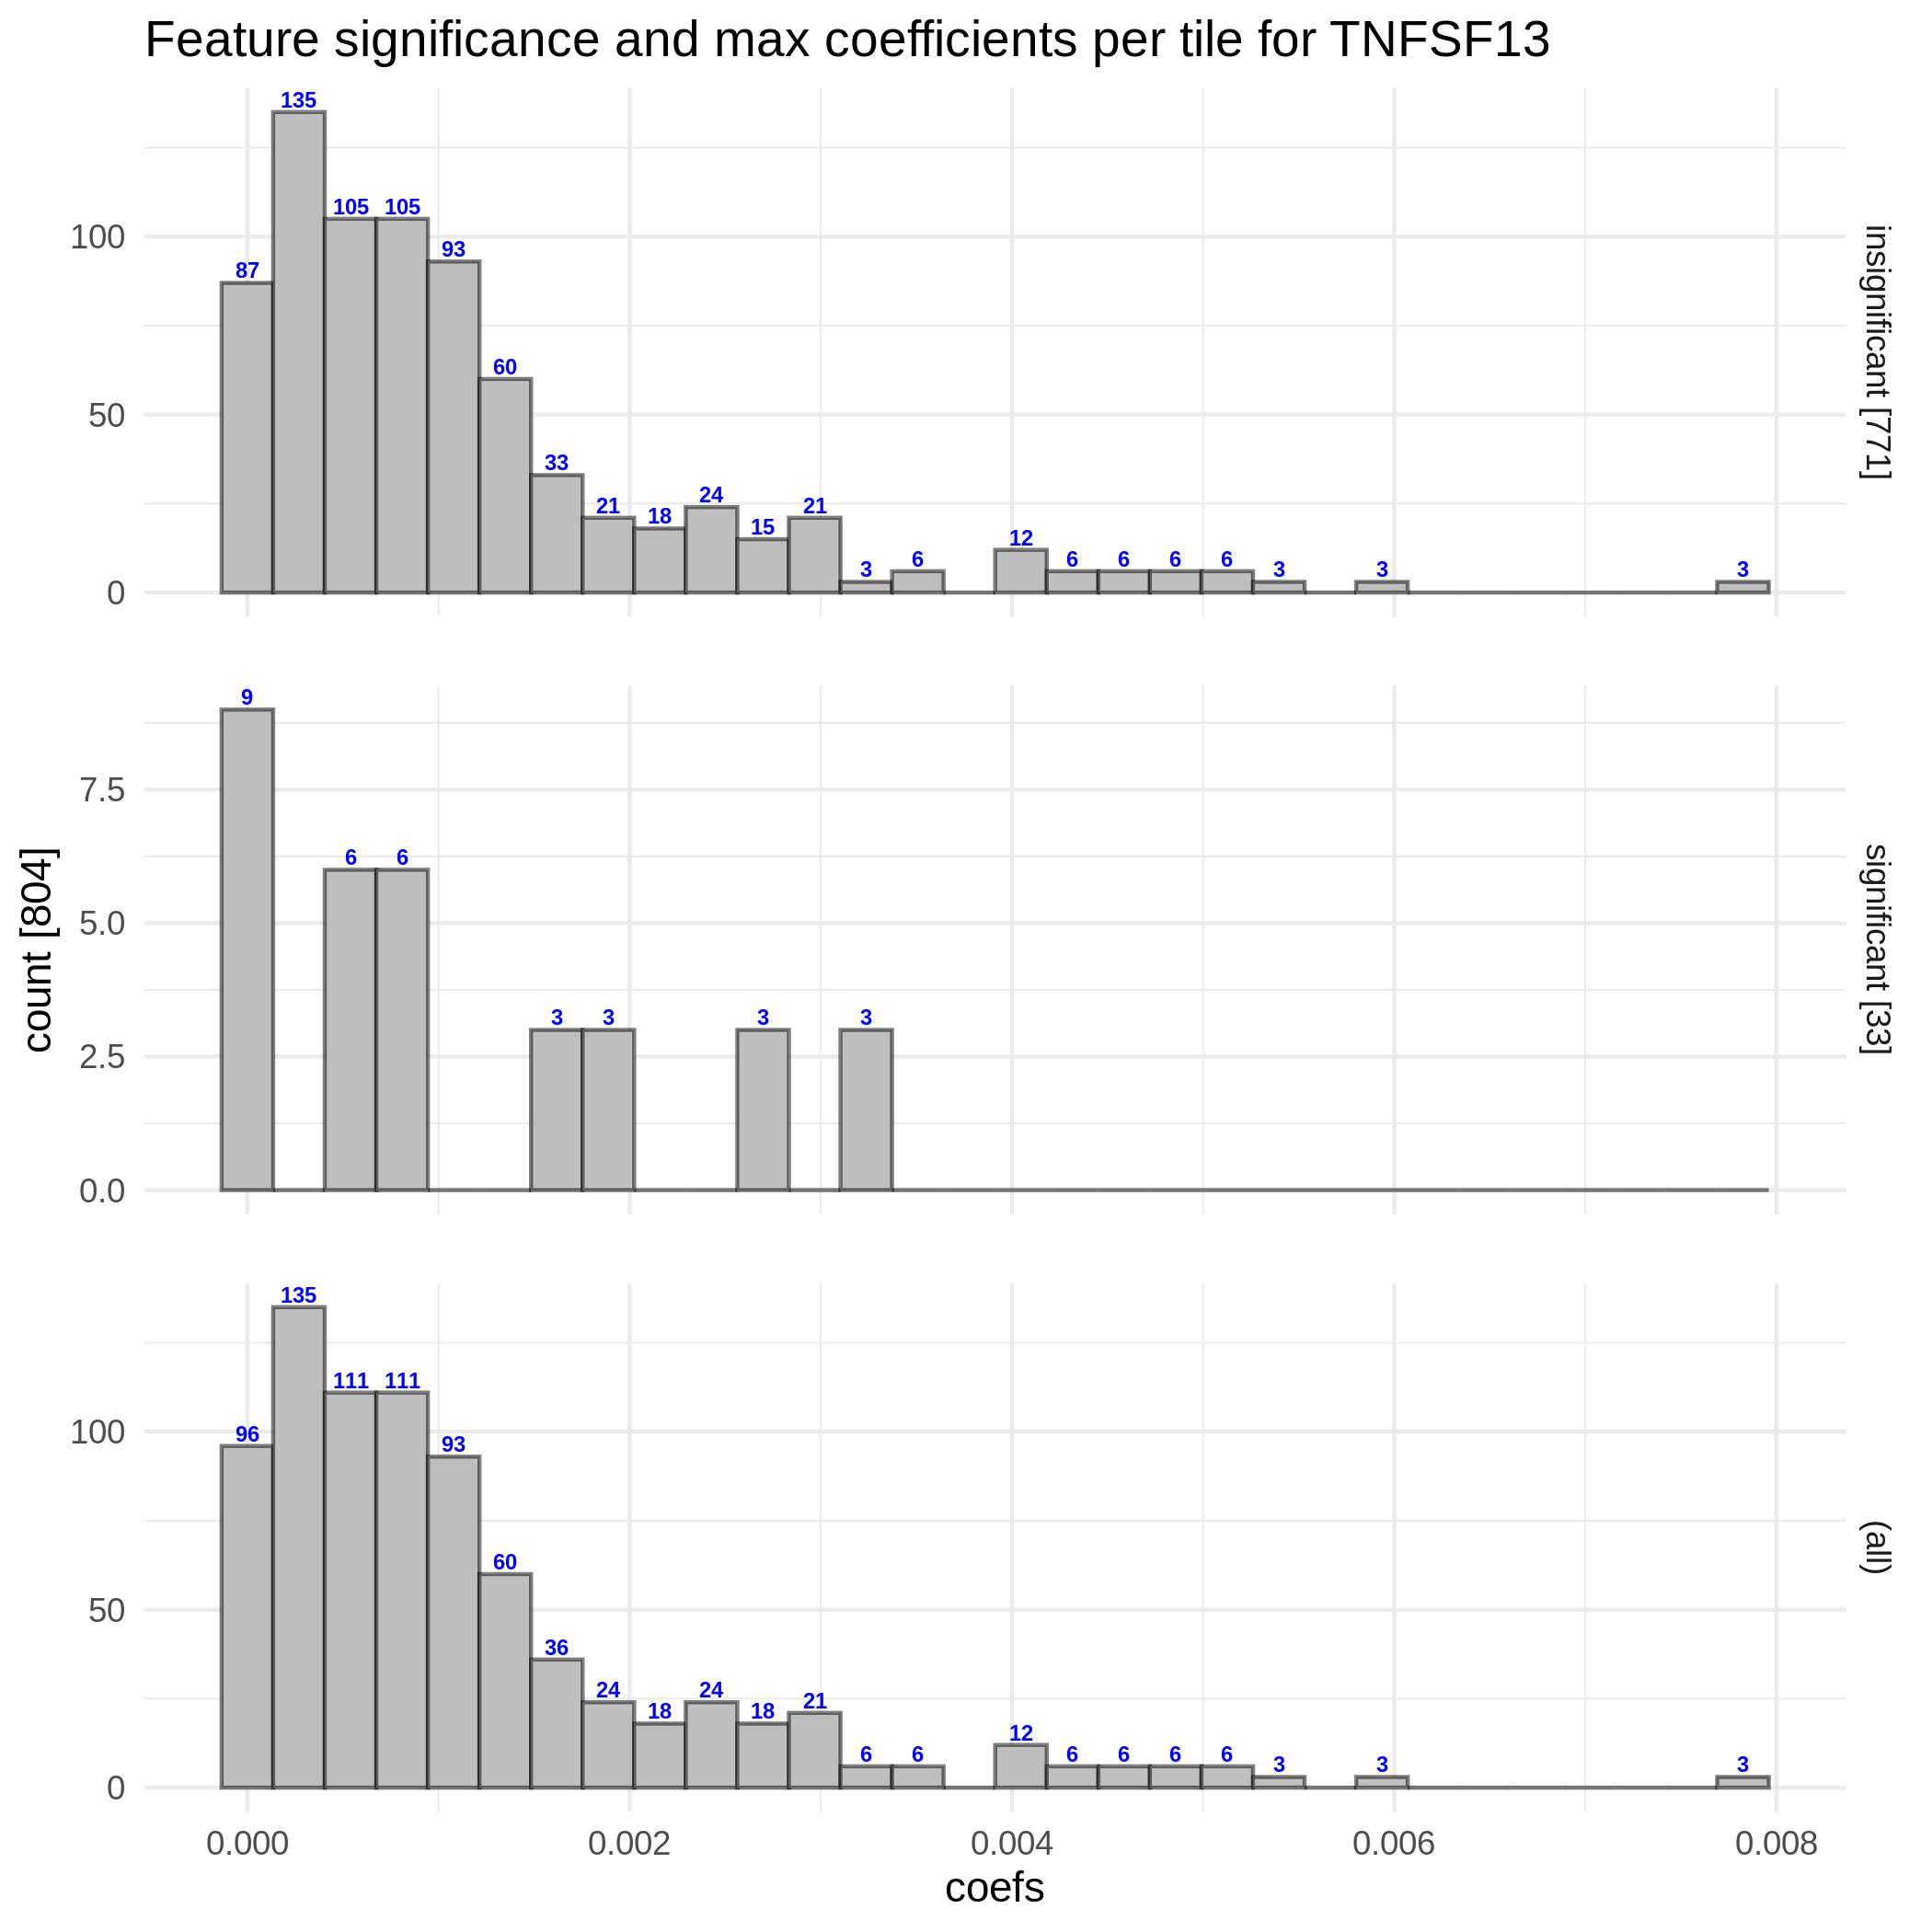 Feature significance and max coefficients per tile for TNFSF13
135
105 105
93
87
60
33
21 18 24 15 21
3 6 12 6 6 6 6 3 3 3
100
50
0
insignificant [771]
9
6 6
3 3 3 3
7.5
5.0
2.5
0.0
significant [33]
count [804]
135
111 111
96
93
60
36
24 18 24 18 21
6 6 12 6 6 6 6 3 3 3
100
50
0
(all)
0.000 0.002 0.004 0.006 0.008
coefs